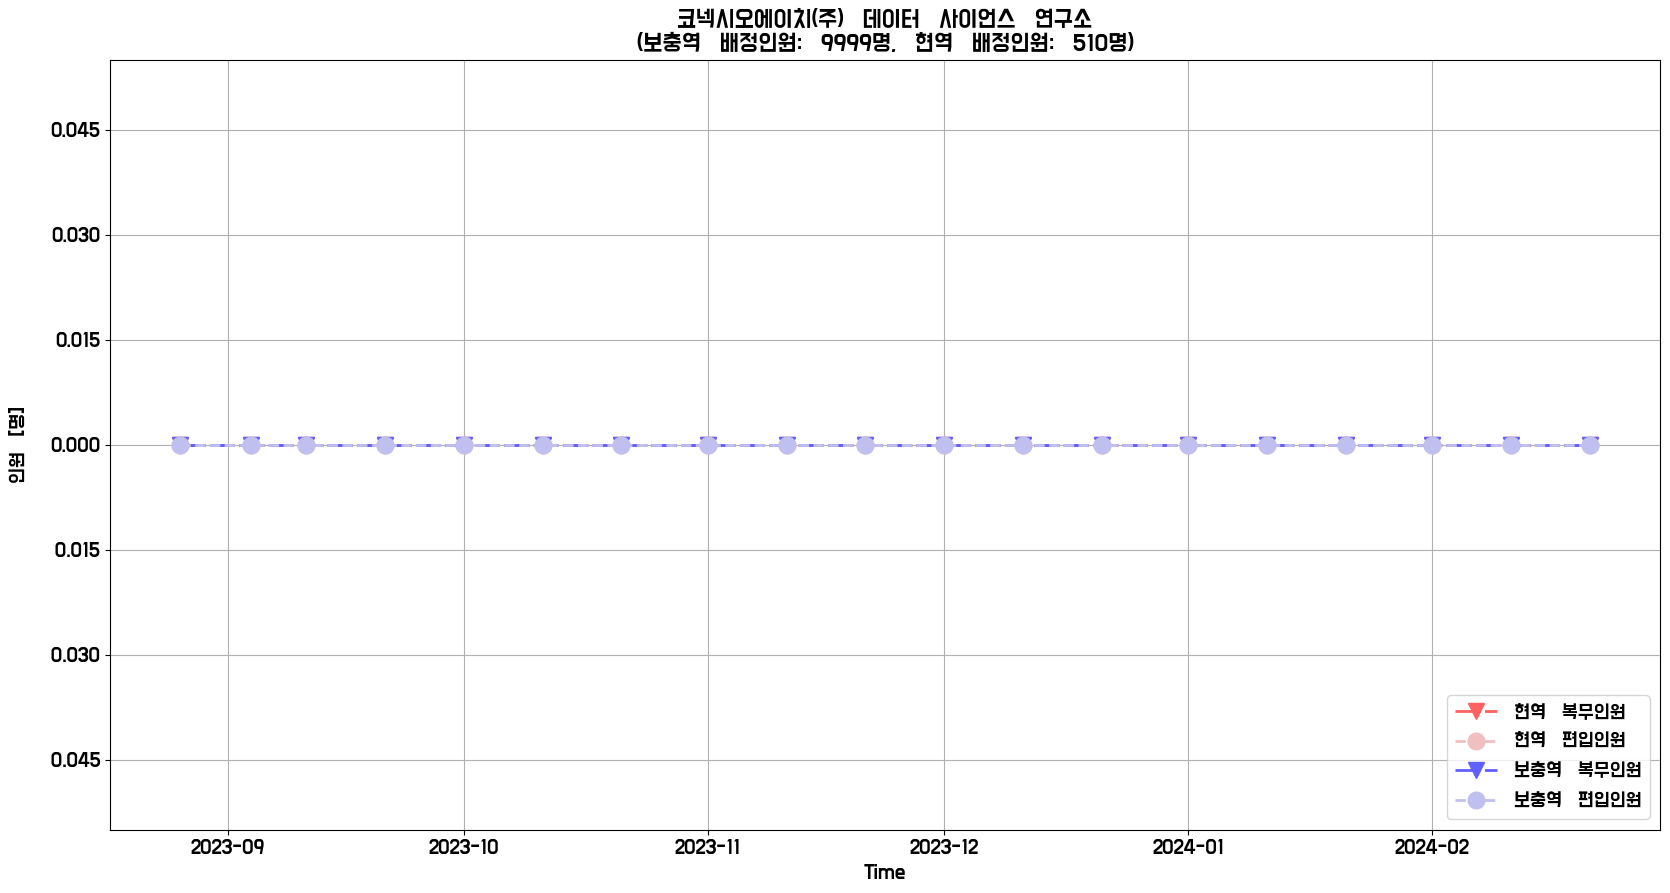 코넥시오에이치(주) 데이터 사이언스 연구소
(보충역 배정인원: 9999명, 현역 배정인원: 510명)
0.045
0.030
0.015
0.000
0.015
0.030
0.045
인원 [명]
현역 복무인원
현역 편입인원
보충역 복무인원
보충역 편입인원
2023-09 2023-10 2023-11 2023-12 2024-01 2024-02
Time